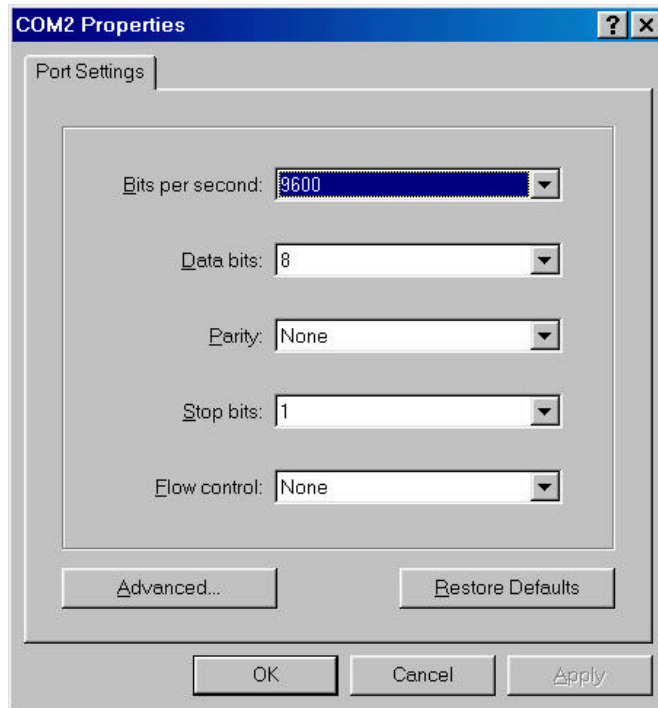 COM2 Properties
Port Settings
Bits per second: 9600
Data bits: 8
Parity: None
Stop bits: 1
Flow control: None
Advanced... Restore Defaults
OK Cancel Apply